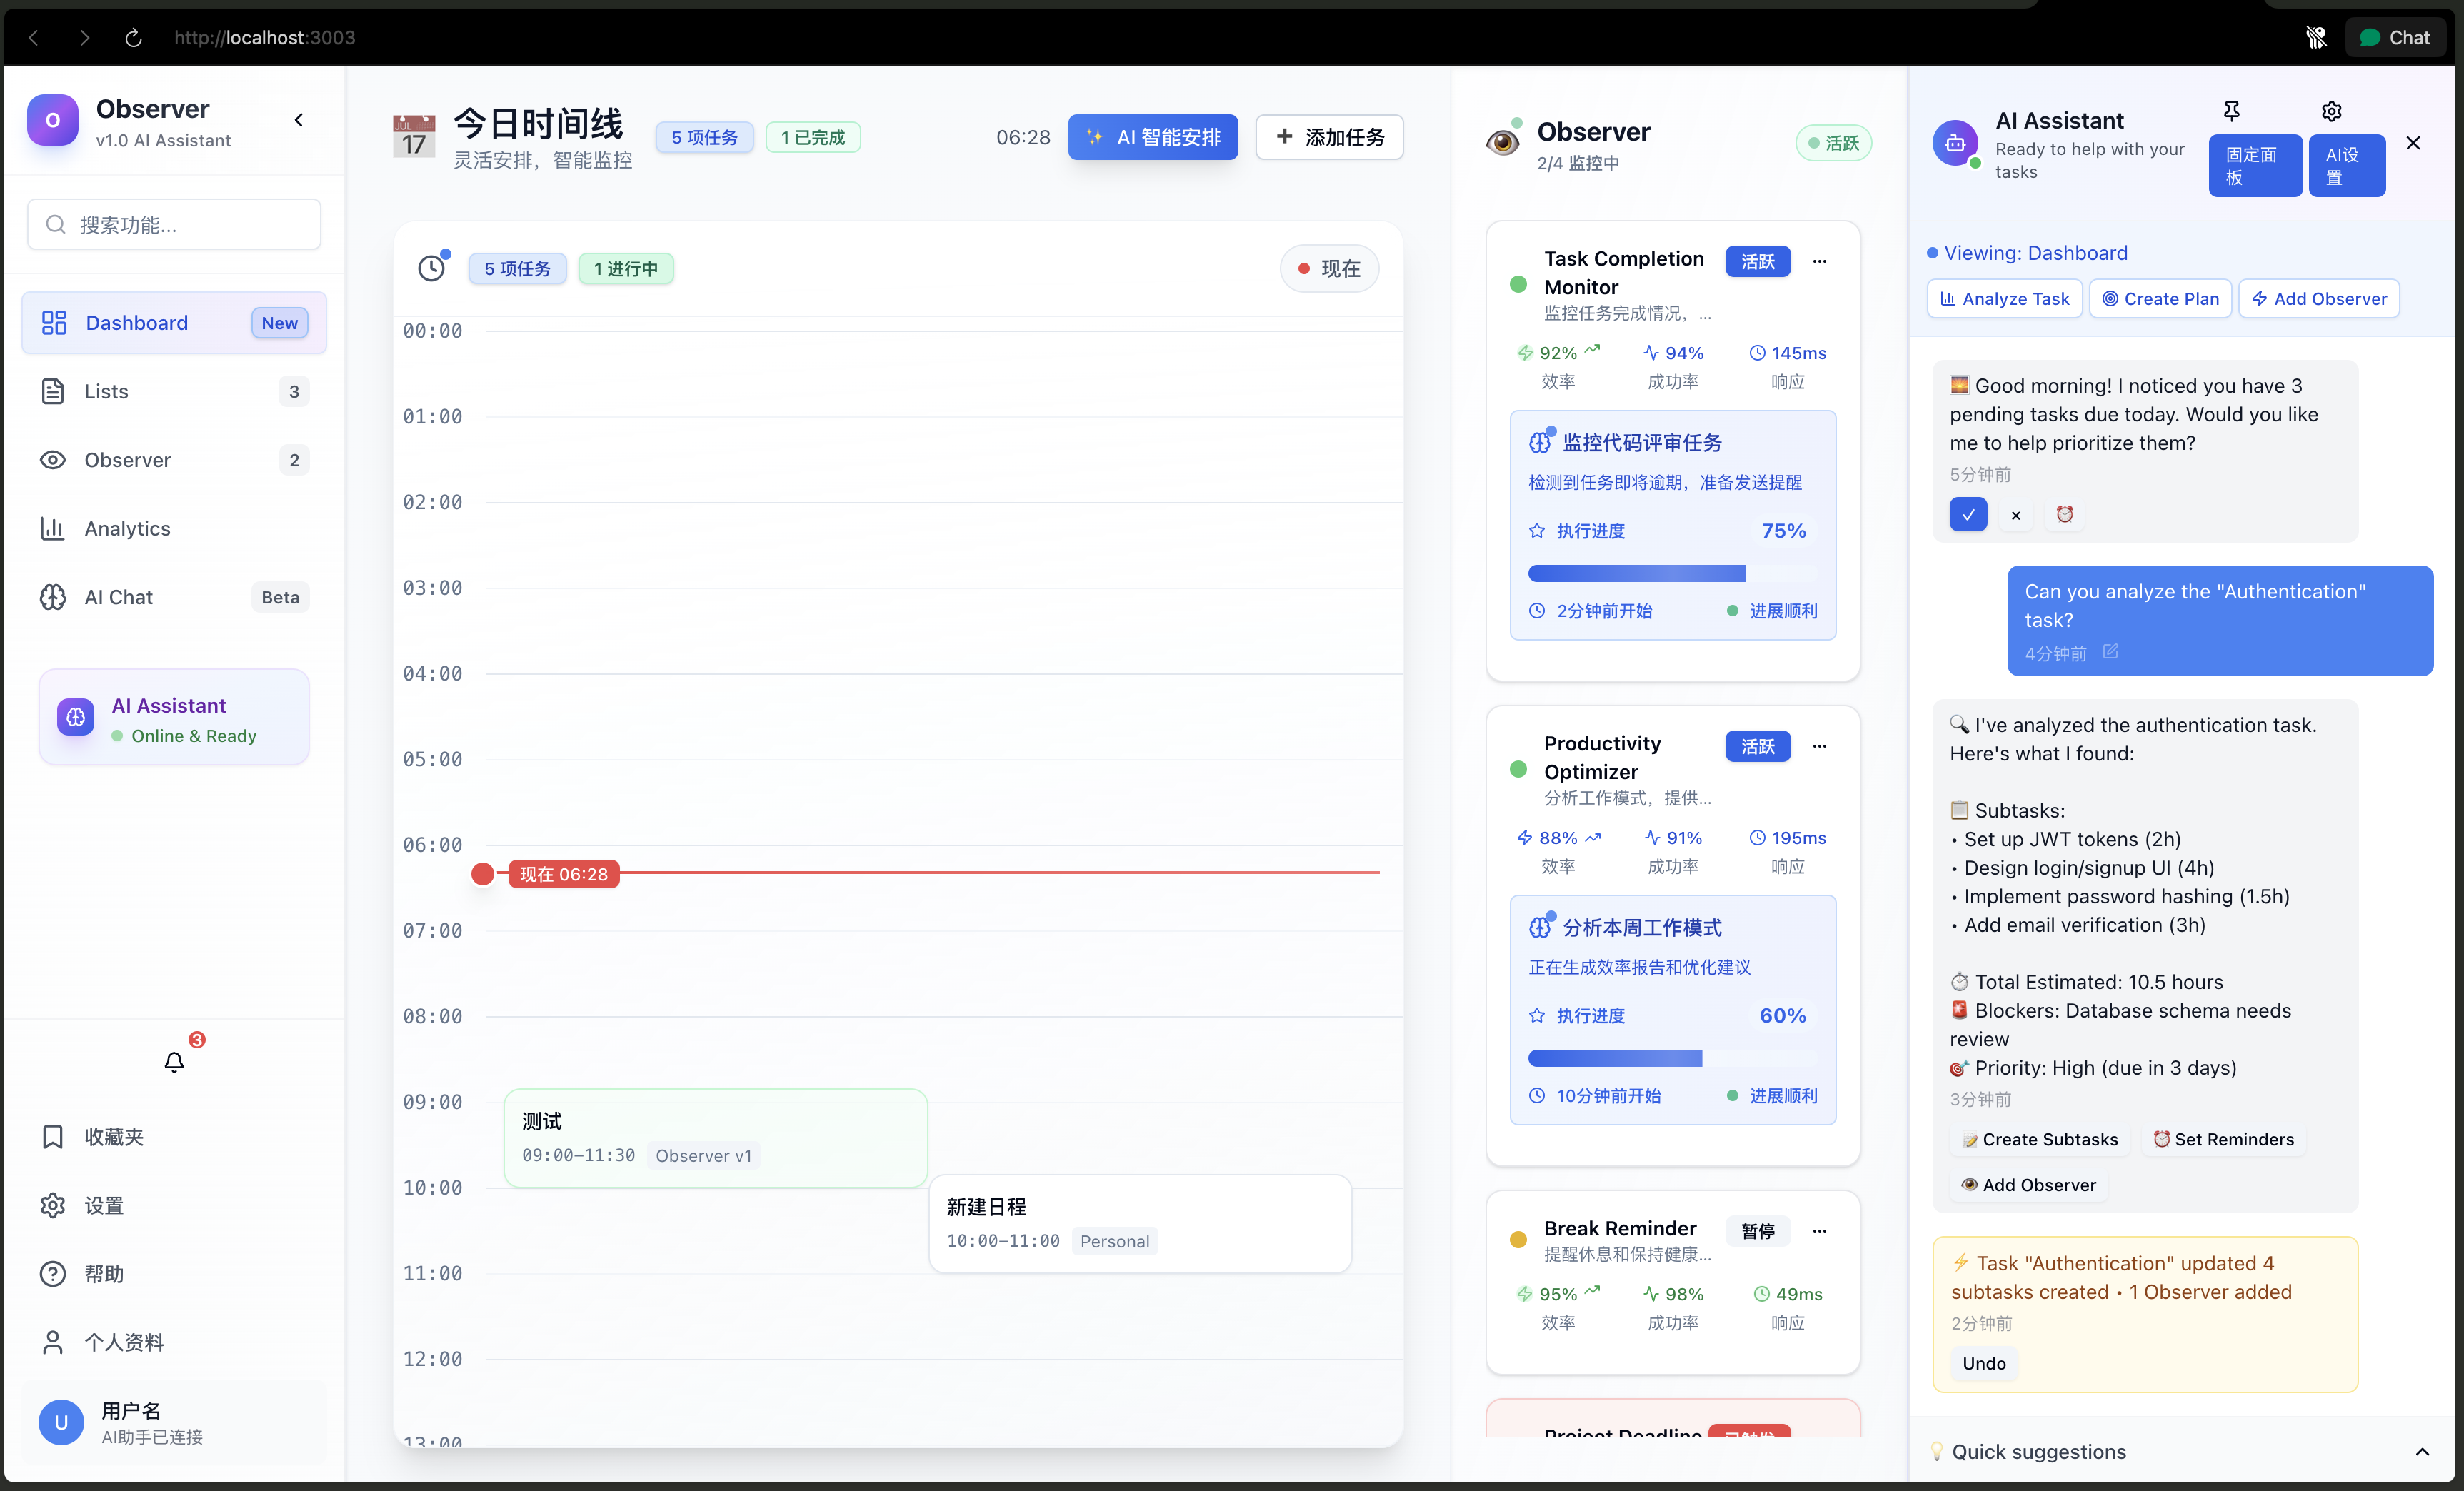 http://localhost:3003
Chat
O
Observer
v1.0 AI Assistant
搜索功能...
Dashboard
New
Lists
3
Observer
2
Analytics
AI Chat
Beta
AI Assistant
Online & Ready
3
收藏夹
设置
帮助
个人资料
U
用户名
AI助手已连接
JUL
17
今日时间线
灵活安排，智能监控
5 项任务
1 已完成
06:28
AI 智能安排
添加任务
5 项任务
1 进行中
现在
00:00
01:00
02:00
03:00
04:00
05:00
06:00
现在 06:28
07:00
08:00
09:00
测试
09:00–11:30
Observer v1
10:00
新建日程
10:00–11:00
Personal
11:00
12:00
13:00
Observer
2/4 监控中
活跃
Task Completion
Monitor
活跃
...
监控任务完成情况，...
92%
94%
145ms
效率
成功率
响应
监控代码评审任务
检测到任务即将逾期，准备发送提醒
执行进度
75%
2分钟前开始
进展顺利
Productivity
Optimizer
活跃
...
分析工作模式，提供...
88%
91%
195ms
效率
成功率
响应
分析本周工作模式
正在生成效率报告和优化建议
执行进度
60%
10分钟前开始
进展顺利
Break Reminder
暂停
...
提醒休息和保持健康...
95%
98%
49ms
效率
成功率
响应
Project Deadline
AI Assistant
Ready to help with your
tasks
固定面
板
AI设
置
Viewing: Dashboard
Analyze Task
Create Plan
Add Observer
Good morning! I noticed you have 3
pending tasks due today. Would you like
me to help prioritize them?
5分钟前
Can you analyze the "Authentication"
task?
4分钟前
I've analyzed the authentication task.
Here's what I found:
Subtasks:
• Set up JWT tokens (2h)
• Design login/signup UI (4h)
• Implement password hashing (1.5h)
• Add email verification (3h)
Total Estimated: 10.5 hours
Blockers: Database schema needs
review
Priority: High (due in 3 days)
3分钟前
Create Subtasks
Set Reminders
Add Observer
Task "Authentication" updated 4
subtasks created • 1 Observer added
2分钟前
Undo
Quick suggestions